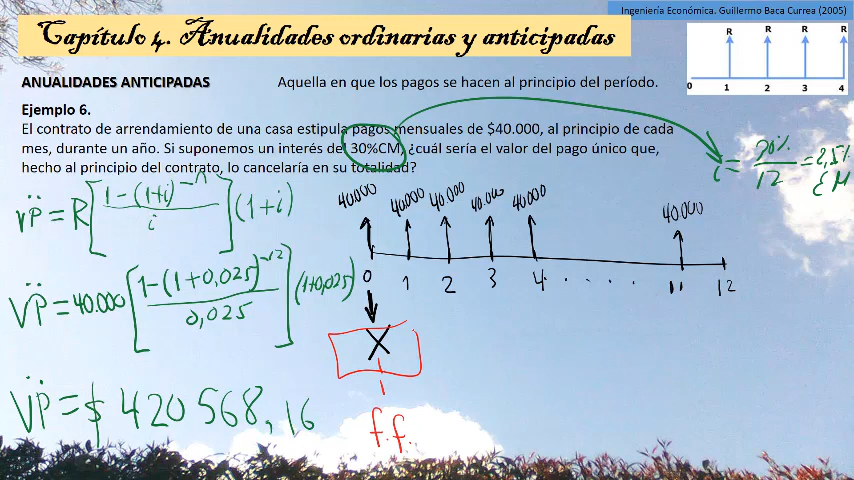 Ingeniería Económica. Guillermo Baca Currea (2005)
Capítulo 4. Anualidades ordinarias y anticipadas
R R R R
0 1 2 3 4
ANUALIDADES ANTICIPADAS Aquella en que los pagos se hacen al principio del período.
Ejemplo 6.
El contrato de arrendamiento de una casa estipula pagos mensuales de $40.000, al principio de cada
mes, durante un año. Si suponemos un interés del 30%CM, ¿cuál sería el valor del pago único que,
hecho al principio del contrato, lo cancelaría en su totalidad?
i = 30% / 12 = 2,5%
EM
V̈P = R[(1-(1+i)^-n) / i](1+i)
40.000 40.000 40.000 40.000 40.000 40.000
0 1 2 3 4 . . . . . 11 12
V̈P = 40.000[(1-(1+0,025)^-12) / 0,025](1+0,025)
X
V̈P = $ 420 568,16
f.f.